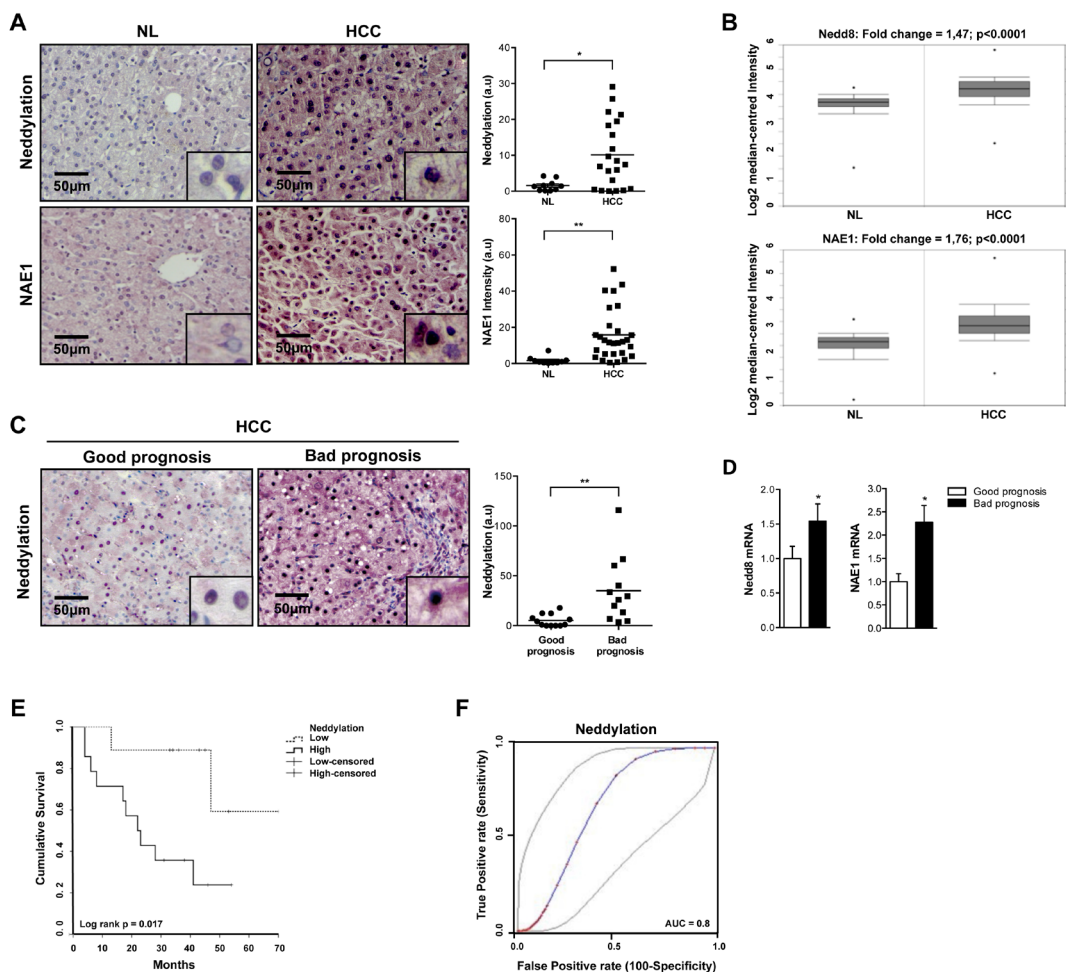 A
NL
HCC
Neddylation
50μm
50μm
Neddylation (a.u)
40
30
20
10
0
*
NL
HCC
NAE1
50μm
50μm
NAE1 Intensity (a.u)
80
60
40
20
0
**
NL
HCC
B
Nedd8: Fold change = 1,47; p<0.0001
Log2 median-centred Intensity
6
5
4
3
2
1
0
NL
HCC
NAE1: Fold change = 1,76; p<0.0001
Log2 median-centred Intensity
6
5
4
3
2
1
0
NL
HCC
C
HCC
Good prognosis
Bad prognosis
Neddylation
50μm
50μm
Neddylation (a.u)
150
100
50
0
**
Good
prognosis
Bad
prognosis
D
Nedd8 mRNA
2.0
1.5
1.0
0.5
0.0
*
NAE1 mRNA
3.0
2.5
2.0
1.5
1.0
0.5
0.0
*
Good prognosis
Bad prognosis
E
Cumulative Survival
1.0
0.8
0.6
0.4
0.2
0.0
Log rank p = 0.017
0
10
20
30
40
50
60
70
Months
Neddylation
Low
High
Low-censored
High-censored
F
Neddylation
True Positive rate (Sensitivity)
1.0
0.5
0.0
AUC = 0.8
0.0
0.5
1.0
False Positive rate (100-Specificity)